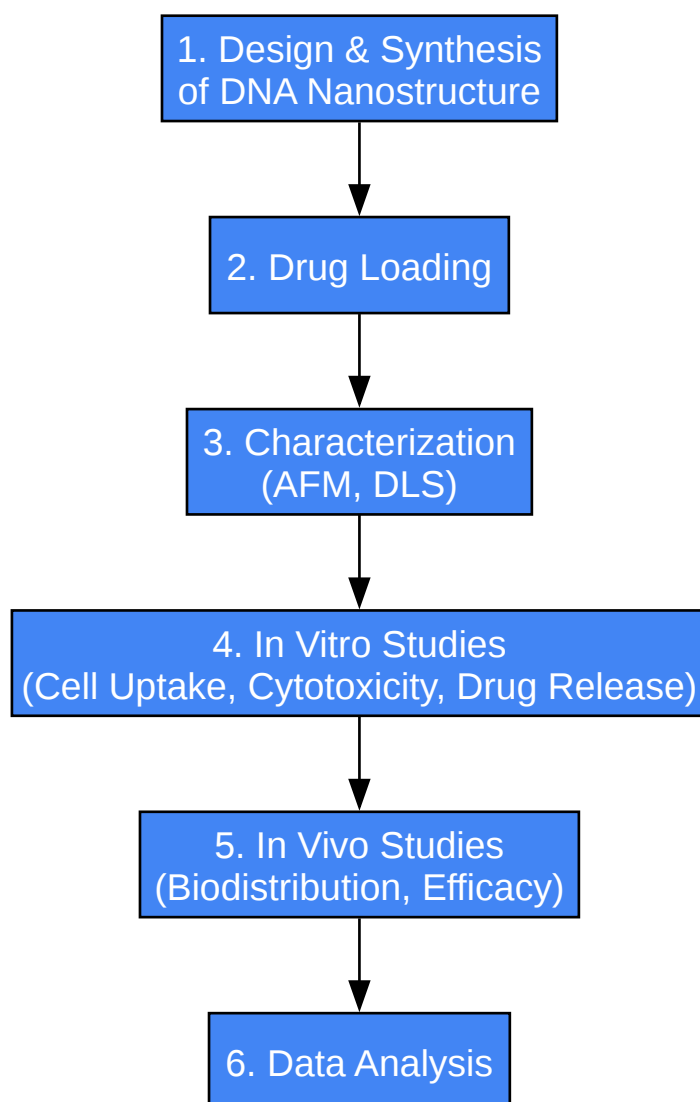 1. Design & Synthesis
of DNA Nanostructure
2. Drug Loading
3. Characterization
(AFM, DLS)
4. In Vitro Studies
(Cell Uptake, Cytotoxicity, Drug Release)
5. In Vivo Studies
(Biodistribution, Efficacy)
6. Data Analysis